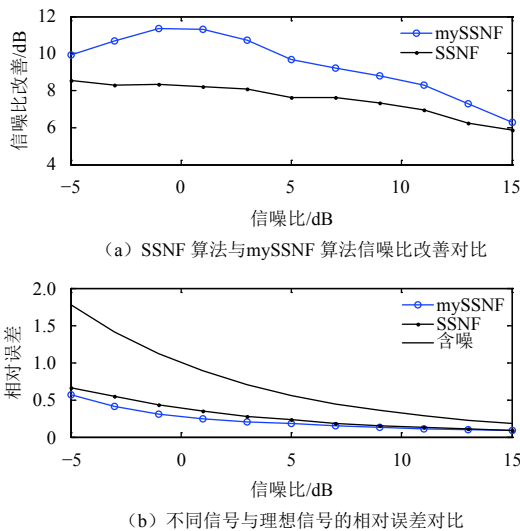 12
10
8
6
4
信噪比改善/dB
mySSNF
SSNF
−5
0
5
10
15
信噪比/dB
（a）SSNF 算法与mySSNF 算法信噪比改善对比
2.0
1.5
1.0
0.5
0
相对误差
mySSNF
SSNF
含噪
−5
0
5
10
15
信噪比/dB
（b）不同信号与理想信号的相对误差对比